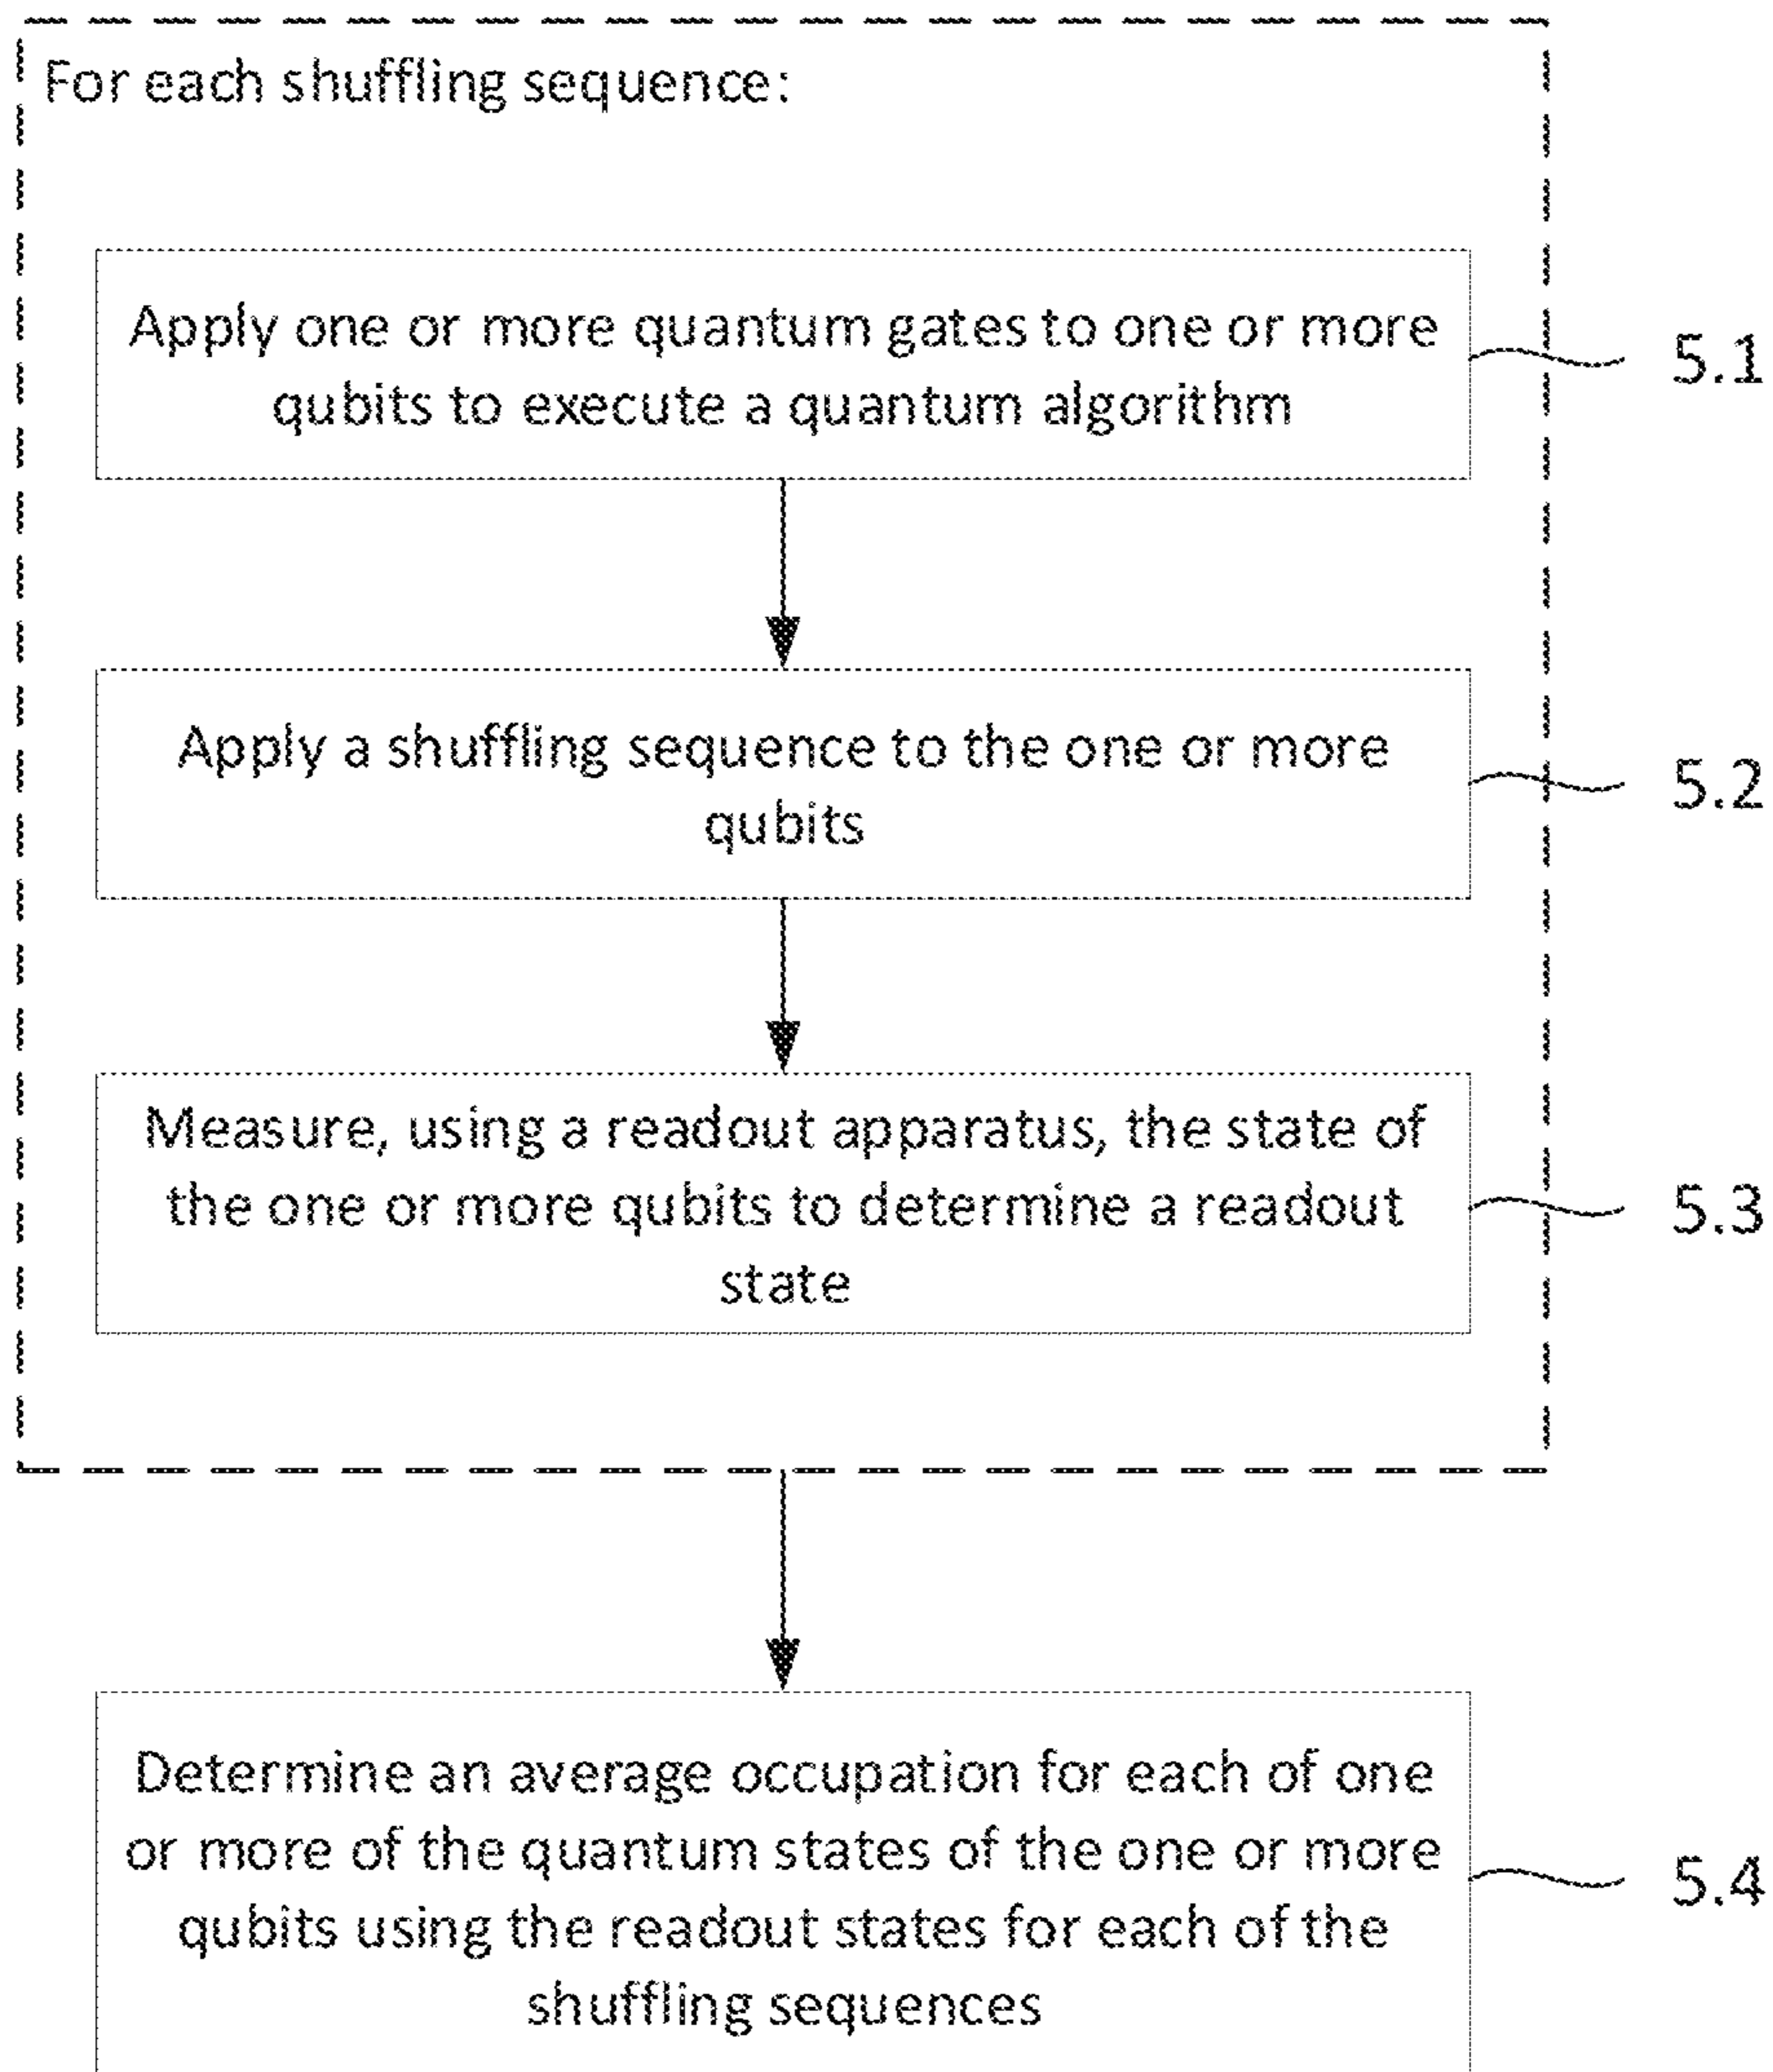 For each shuffling sequence:
Apply one or more quantum gates to one or more
qubits to execute a quantum algorithm
5.1
Apply a shuffling sequence to the one or more
qubits
5.2
Measure, using a readout apparatus, the state of
the one or more qubits to determine a readout
state
5.3
Determine an average occupation for each of one
or more of the quantum states of the one or more
qubits using the readout states for each of the
shuffling sequences
5.4